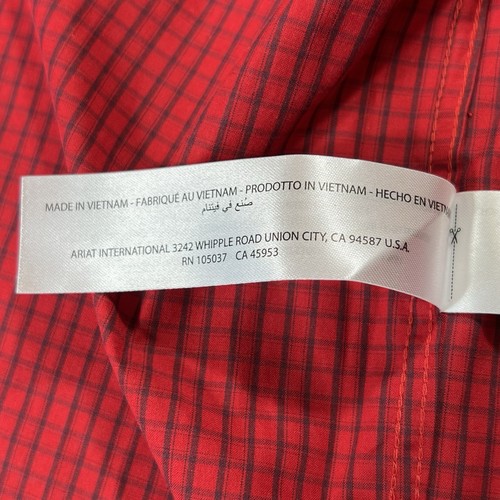 MADE IN VIETNAM - FABRIQUÉ AU VIETNAM - PRODOTTO IN VIETNAM - HECHO EN VIETNAM
صُنع في فيتنام
ARIAT INTERNATIONAL 3242 WHIPPLE ROAD UNION CITY, CA 94587 U.S.A.
RN 105037 CA 45953